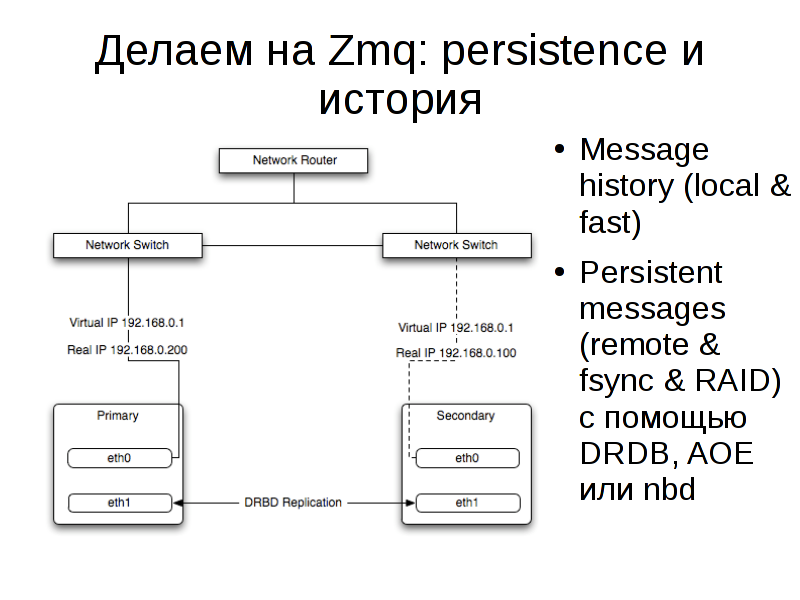 Делаем на Zmq: persistence и
история
Network Router
Network Switch
Network Switch
Virtual IP 192.168.0.1
Real IP 192.168.0.200
Virtual IP 192.168.0.1
Real IP 192.168.0.100
Primary
eth0
eth1
DRBD Replication
Secondary
eth0
eth1
• Message
history (local &
fast)
• Persistent
messages
(remote &
fsync & RAID)
с помощью
DRDB, AOE
или nbd